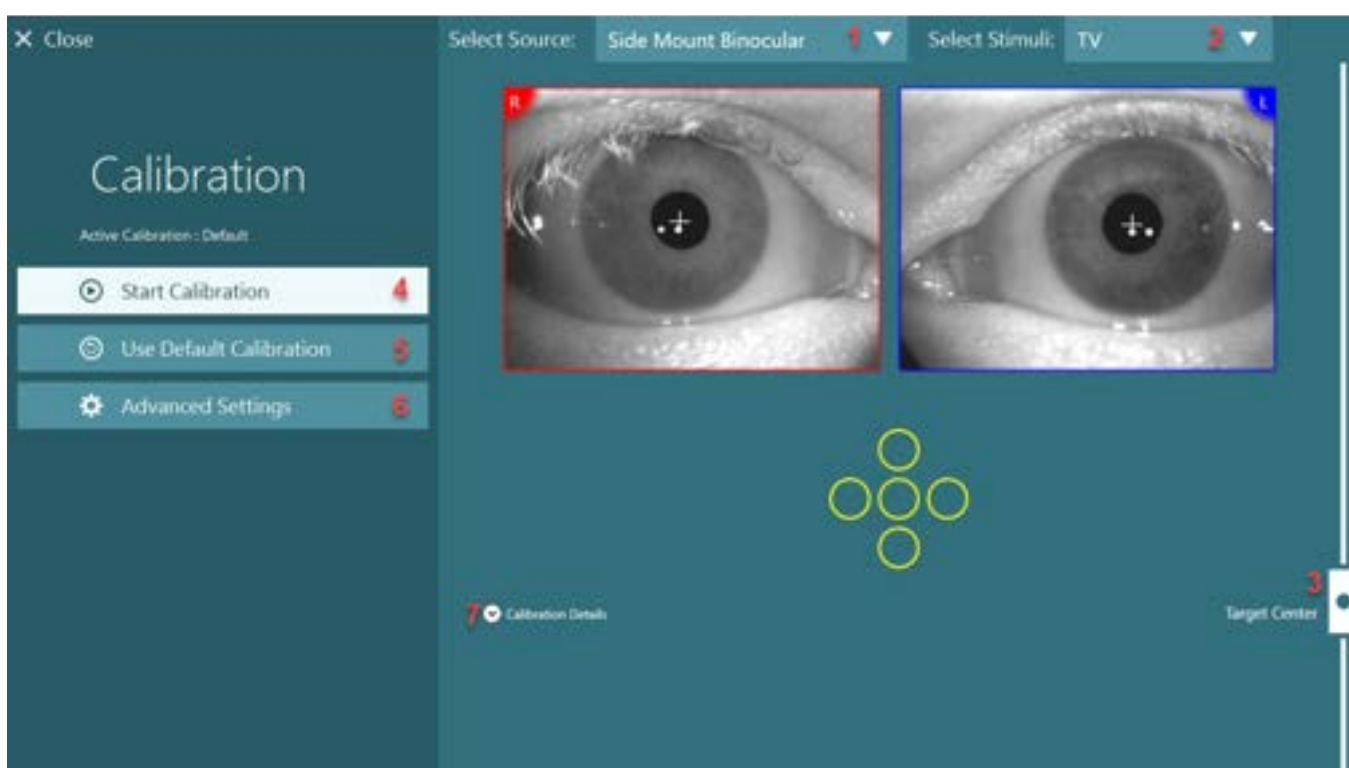 Close
Select Source: Side Mount Binocular 1 Select Stimuli: TV 2
R L
Calibration
Active Calibration : Default
Start Calibration 4
Use Default Calibration 5
Advanced Settings 6
3
7 Calibration Details
Target Center